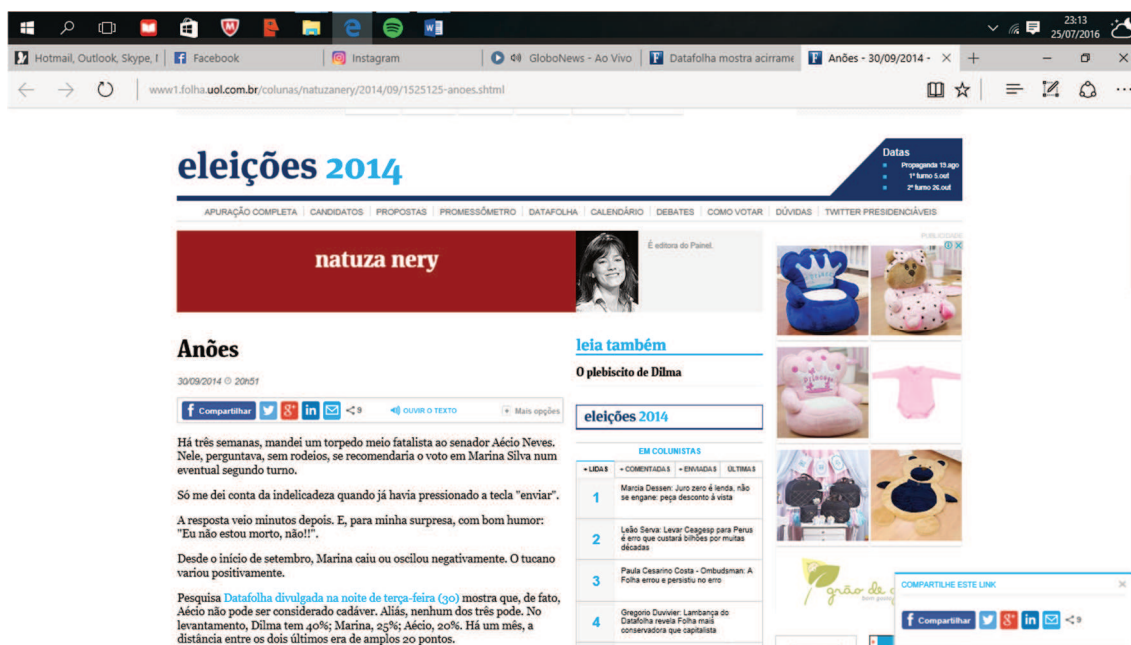 23:13
25/07/2016
Hotmail, Outlook, Skype, I
Facebook
Instagram
GloboNews - Ao Vivo
Datafolha mostra acirrame
Anões - 30/09/2014 -
www1.folha.uol.com.br/colunas/natuzanery/2014/09/1525125-anoes.shtml
eleições 2014
Datas
Propaganda 19.ago
1º turno 5.out
2º turno 26.out
APURAÇÃO COMPLETA | CANDIDATOS | PROPOSTAS | PROMESSÔMETRO | DATAFOLHA | CALENDÁRIO | DEBATES | COMO VOTAR | DÚVIDAS | TWITTER PRESIDENCIÁVEIS
PUBLICIDADE
natuza nery
É editora do Painel.
Anões
30/09/2014 20h51
Compartilhar 9 OUVIR O TEXTO + Mais opções
Há três semanas, mandei um torpedo meio fatalista ao senador Aécio Neves.
Nele, perguntava, sem rodeios, se recomendaria o voto em Marina Silva num
eventual segundo turno.
Só me dei conta da indelicadeza quando já havia pressionado a tecla "enviar".
A resposta veio minutos depois. E, para minha surpresa, com bom humor:
"Eu não estou morto, não!!".
Desde o início de setembro, Marina caiu ou oscilou negativamente. O tucano
variou positivamente.
Pesquisa Datafolha divulgada na noite de terça-feira (30) mostra que, de fato,
Aécio não pode ser considerado cadáver. Aliás, nenhum dos três pode. No
levantamento, Dilma tem 40%; Marina, 25%; Aécio, 20%. Há um mês, a
distância entre os dois últimos era de amplos 20 pontos.
leia também
O plebiscito de Dilma
eleições 2014
EM COLUNISTAS
+ LIDAS + COMENTADAS + ENVIADAS ÚLTIMAS
1 Marcia Dessen: Juro zero é lenda, não
se engane: peça desconto à vista
2 Leão Serva: Levar Ceagesp para Perus
é erro que custará bilhões por muitas
décadas
3 Paula Cesarino Costa - Ombudsman: A
Folha errou e persistiu no erro
4 Gregorio Duvivier: Lambança do
Datafolha revela Folha mais
conservadora que capitalista
Princess
grão de
COMPARTILHE ESTE LINK
Compartilhar 9